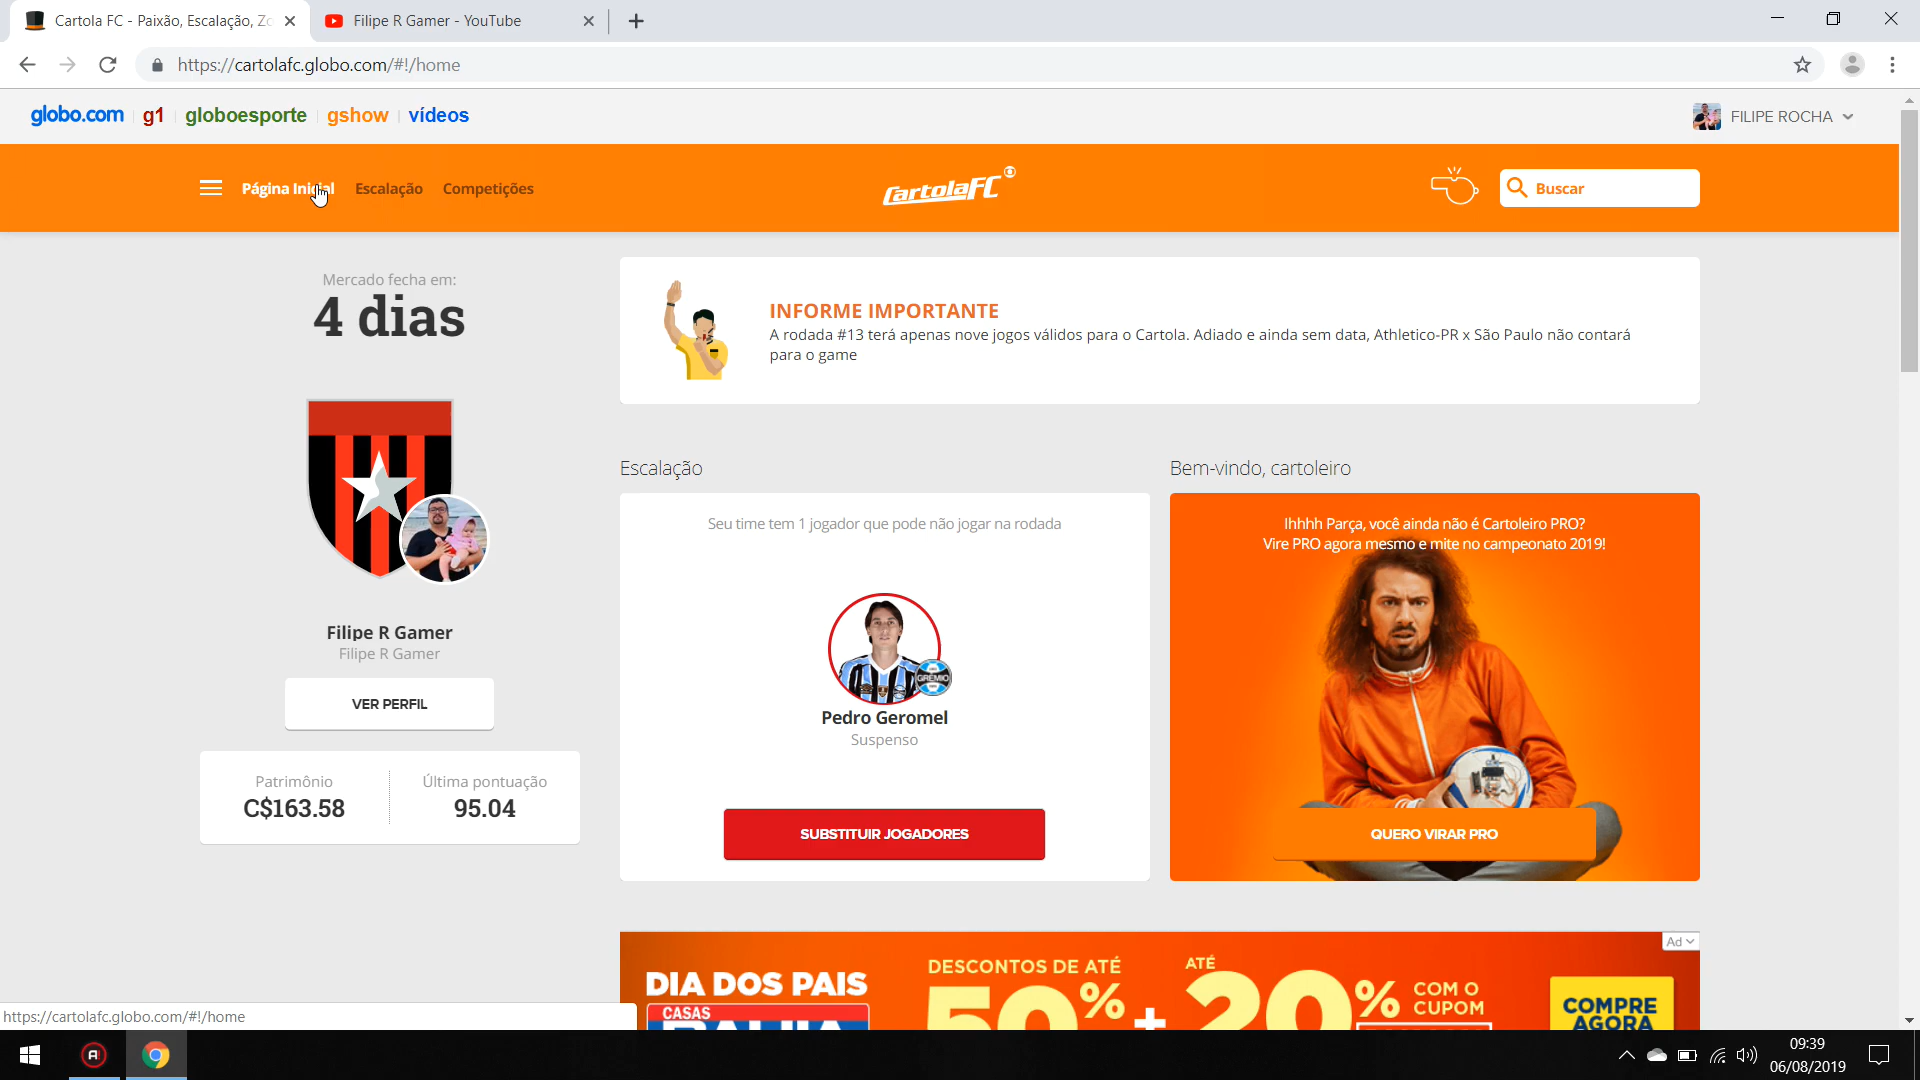 Cartola FC - Paixão, Escalação, Zo
Filipe R Gamer - YouTube
https://cartolafc.globo.com/#!/home
globo.com
g1
globoesporte
gshow
vídeos
FILIPE ROCHA
Página Inicial
Escalação
Competições
CartolaFC
Buscar
Mercado fecha em:
4 dias
INFORME IMPORTANTE
A rodada #13 terá apenas nove jogos válidos para o Cartola. Adiado e ainda sem data, Athletico-PR x São Paulo não contará
para o game
Filipe R Gamer
Filipe R Gamer
VER PERFIL
Patrimônio
C$163.58
Última pontuação
95.04
Escalação
Seu time tem 1 jogador que pode não jogar na rodada
GRÊMIO
Pedro Geromel
Suspenso
SUBSTITUIR JOGADORES
Bem-vindo, cartoleiro
Ihhhh Parça, você ainda não é Cartoleiro PRO?
Vire PRO agora mesmo e mite no campeonato 2019!
QUERO VIRAR PRO
Ad
DIA DOS PAIS
CASAS
BAHIA
DESCONTOS DE ATÉ
50%
+
ATÉ
20%
COM O
CUPOM
COMPRE
AGORA
https://cartolafc.globo.com/#!/home
09:39
06/08/2019